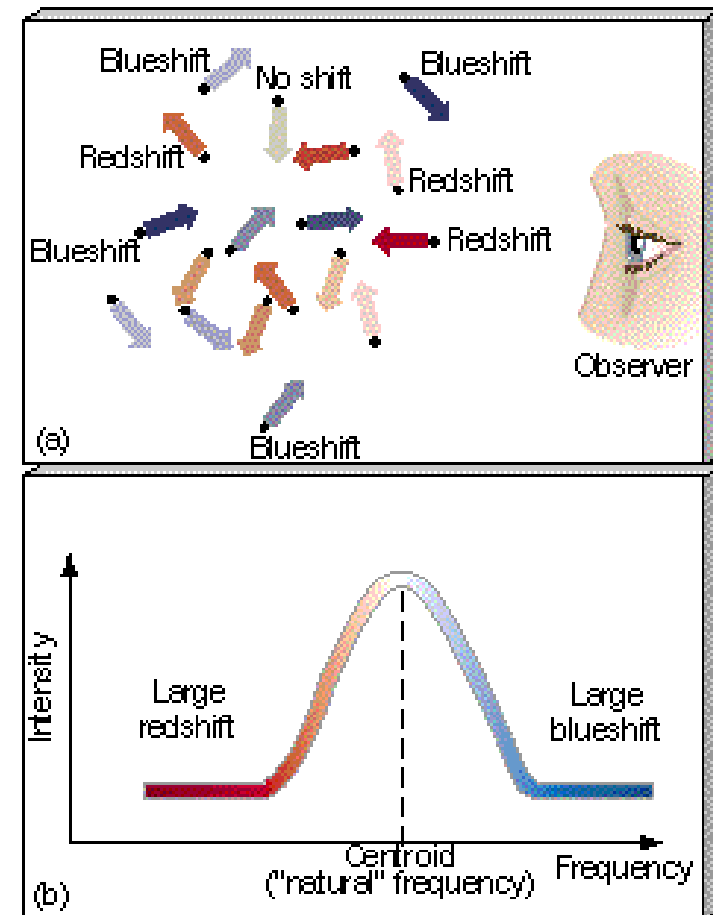 Blueshift
No shift
Blueshift
Redshift
Redshift
Blueshift
Redshift
Observer
Blueshift
(a)
Intensity
Large
redshift
Large
blueshift
Centroid
("natural" frequency)
Frequency
(b)